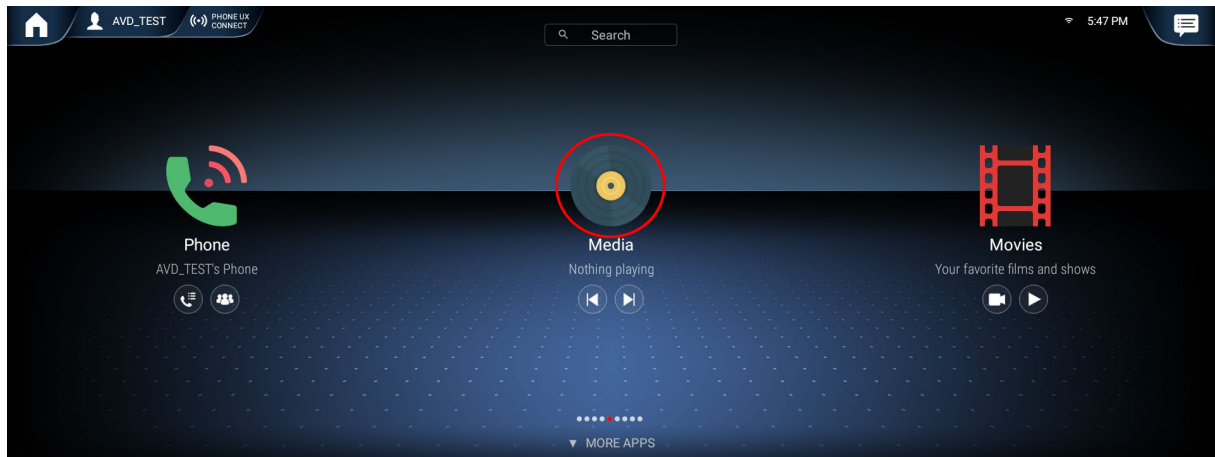 AVD_TEST
PHONE UX
CONNECT
Search
5:47 PM
Phone
AVD_TEST's Phone
Media
Nothing playing
Movies
Your favorite films and shows
MORE APPS